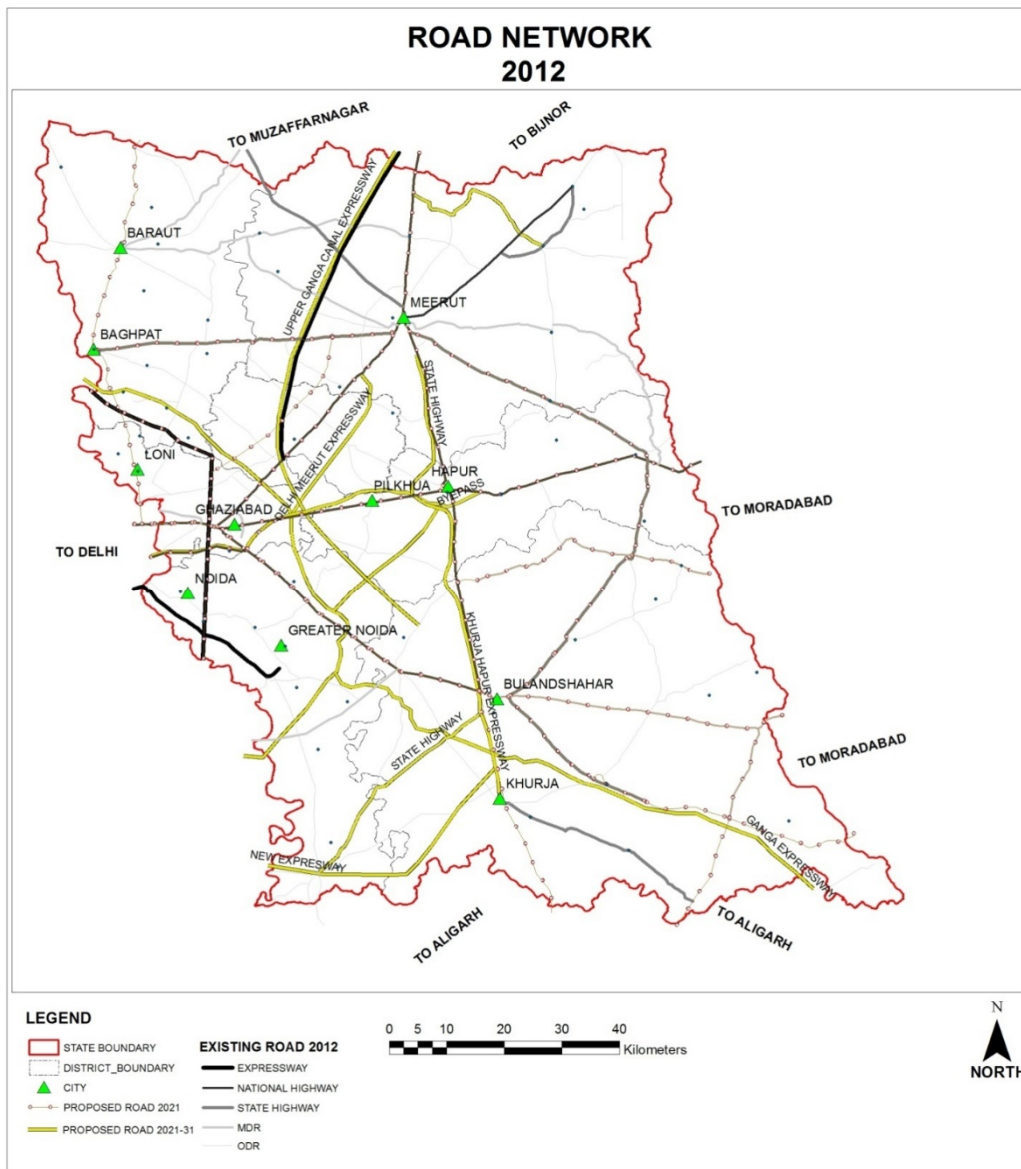 ROAD NETWORK
2012
TO MUZAFFARNAGAR
TO BIJNOR
UPPER GANGA CANAL EXPRESSWAY
BARAUT
MEERUT
BAGHPAT
STATE HIGHWAY
DELHI MEERUT EXPRESSWAY
LONI
HAPUR
PILKHUA
BYEPASS
GHAZIABAD
TO MORADABAD
TO DELHI
NOIDA
GREATER NOIDA
KHURJA HAPUR EXPRESSWAY
BULANDSHAHAR
STATE HIGHWAY
TO MORADABAD
KHURJA
GANGA EXPRESSWAY
NEW EXPRESWAY
TO ALIGARH
TO ALIGARH
LEGEND
STATE BOUNDARY
DISTRICT_BOUNDARY
CITY
PROPOSED ROAD 2021
PROPOSED ROAD 2021-31
EXISTING ROAD 2012
EXPRESSWAY
NATIONAL HIGHWAY
STATE HIGHWAY
MDR
ODR
0 5 10 20 30 40
Kilometers
N
NORTH